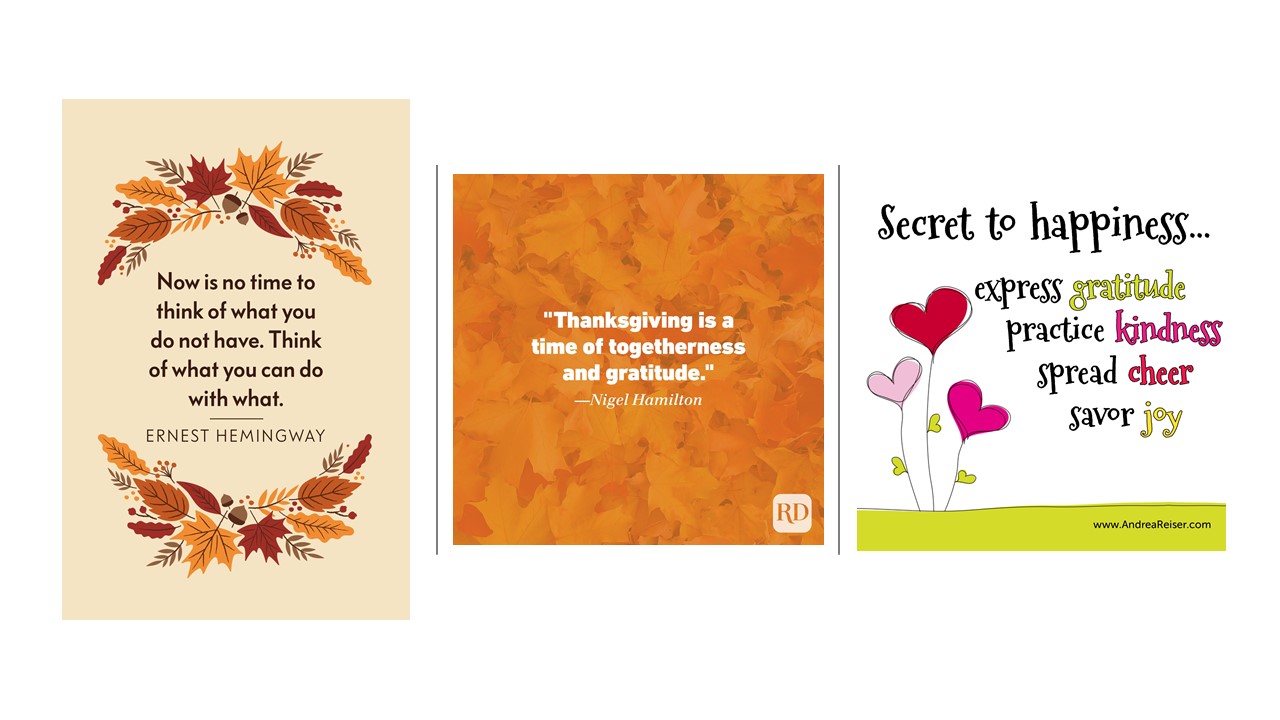 Now is no time to
think of what you
do not have. Think
of what you can do
with what.
ERNEST HEMINGWAY
"Thanksgiving is a
time of togetherness
and gratitude."
—Nigel Hamilton
RD
Secret to happiness...
express gratitude
practice kindness
spread cheer
savor joy
www.AndreaReiser.com